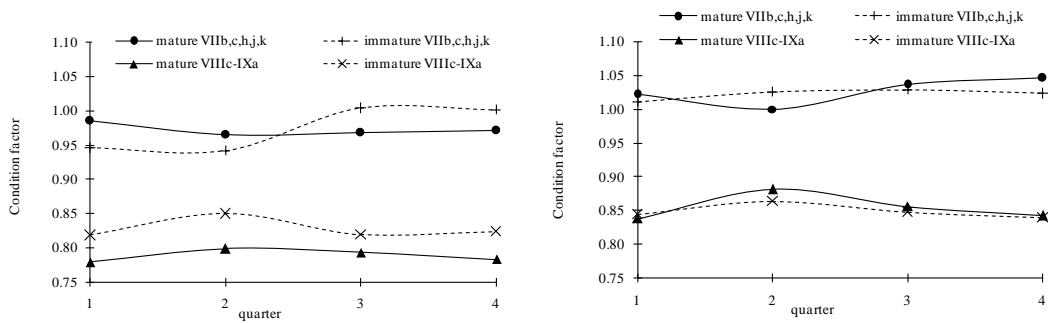 mature VIIb,c,h,j,k immature VIIb,c,h,j,k
mature VIIIc-IXa immature VIIIc-IXa
1.10
1.05
1.00
0.95
0.90
0.85
0.80
0.75
Condition factor
1 2 3 4
quarter
mature VIIb,c,h,j,k immature VIIb,c,h,j,k
mature VIIIc-IXa immature VIIIc-IXa
1.10
1.05
1.00
0.95
0.90
0.85
0.80
0.75
Condition factor
1 2 3 4
quarter